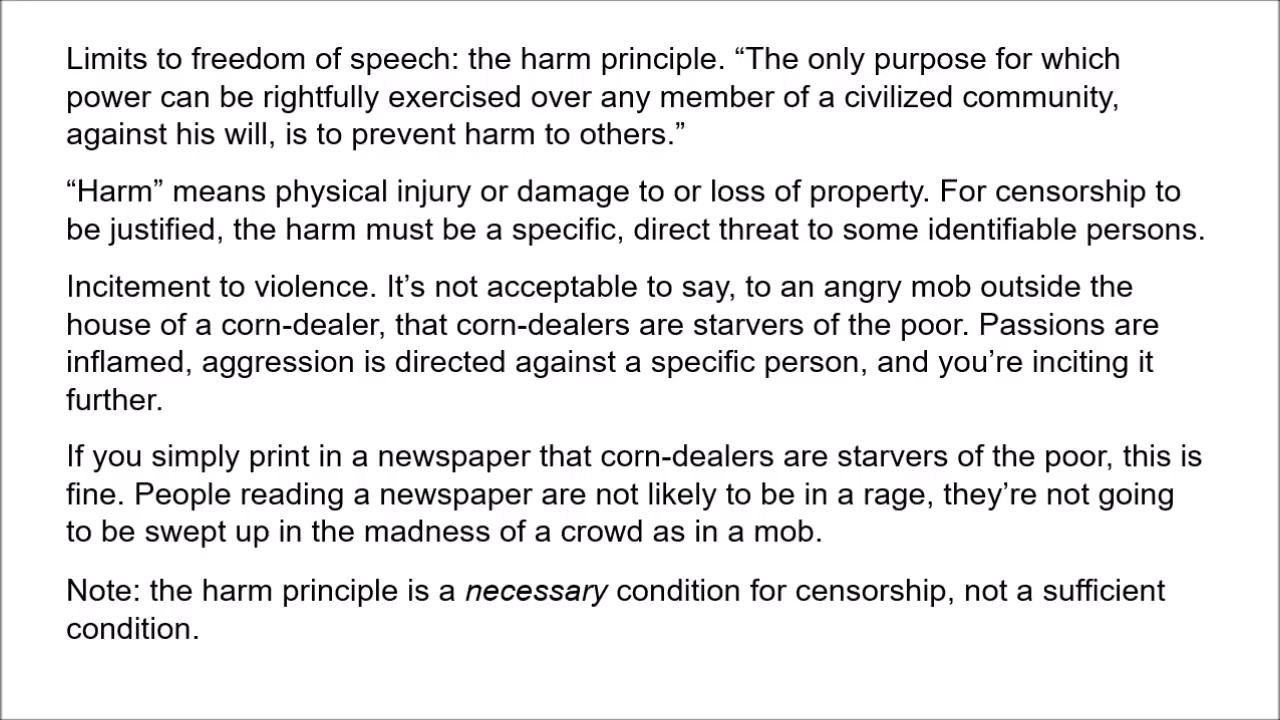 Limits to freedom of speech: the harm principle. “The only purpose for which
power can be rightfully exercised over any member of a civilized community,
against his will, is to prevent harm to others.”
“Harm” means physical injury or damage to or loss of property. For censorship to
be justified, the harm must be a specific, direct threat to some identifiable persons.
Incitement to violence. It’s not acceptable to say, to an angry mob outside the
house of a corn-dealer, that corn-dealers are starvers of the poor. Passions are
inflamed, aggression is directed against a specific person, and you’re inciting it
further.
If you simply print in a newspaper that corn-dealers are starvers of the poor, this is
fine. People reading a newspaper are not likely to be in a rage, they’re not going
to be swept up in the madness of a crowd as in a mob.
Note: the harm principle is a necessary condition for censorship, not a sufficient
condition.